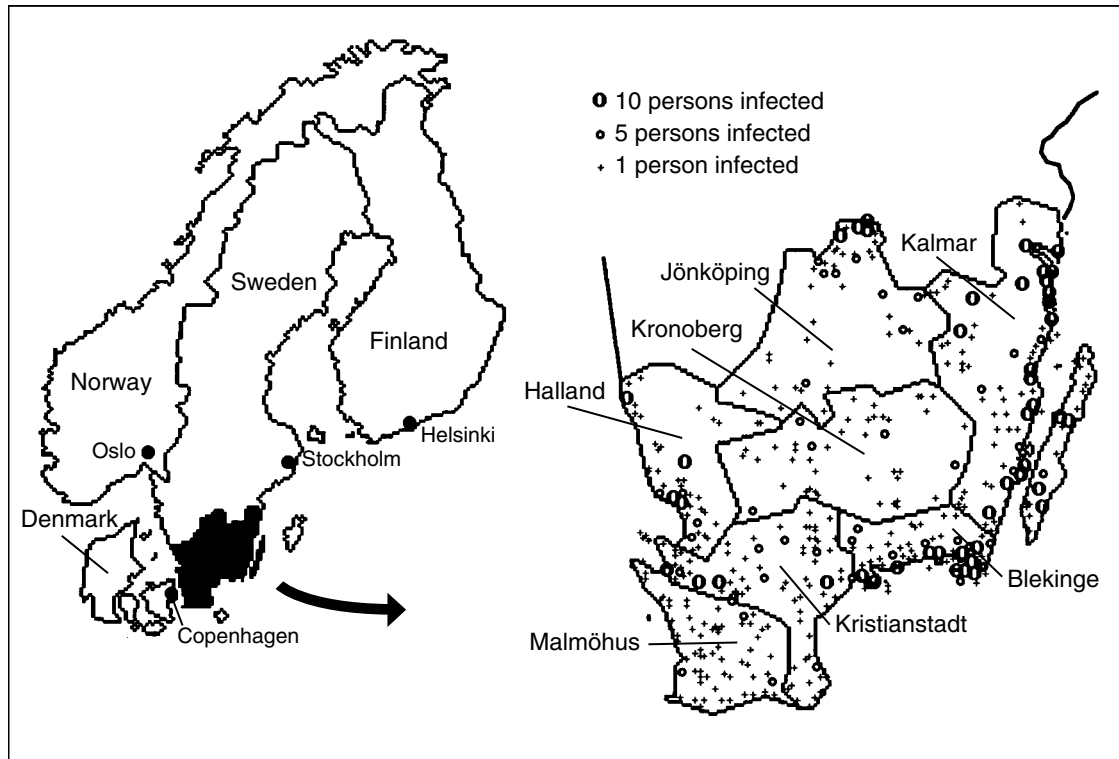 10 persons infected
5 persons infected
1 person infected
Kalmar
Jönköping
Sweden
Kronoberg
Finland
Norway
Halland
Helsinki
Oslo
Stockholm
Denmark
Blekinge
Copenhagen
Malmöhus
Kristianstadt